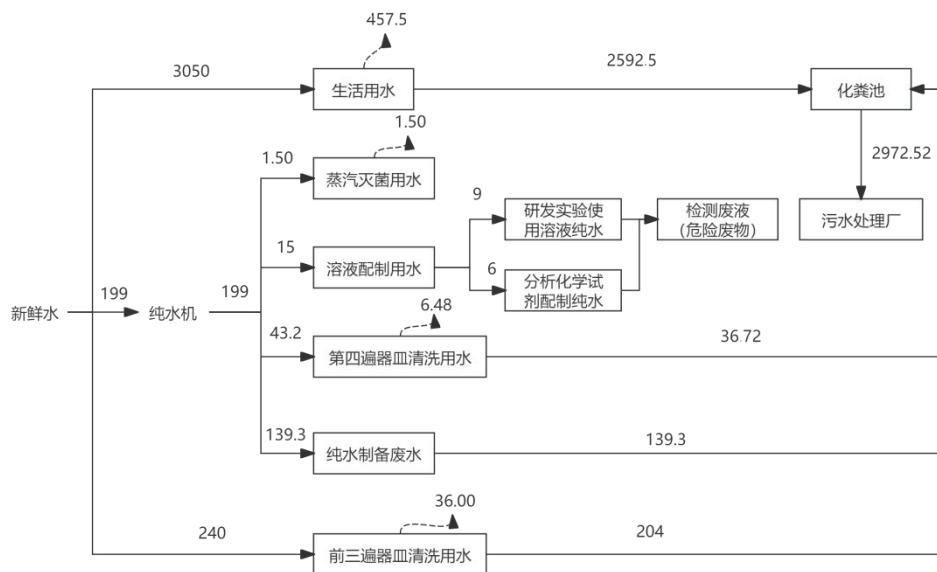 457.5
3050
2592.5
生活用水
化粪池
1.50
1.50
2972.52
蒸汽灭菌用水
9
研发实验使
用溶液纯水
检测废液
（危险废物）
污水处理厂
15
溶液配制用水
6
分析化学试
剂配制纯水
199
199
新鲜水
纯水机
6.48
43.2
36.72
第四遍器皿清洗用水
139.3
139.3
纯水制备废水
36.00
240
204
前三遍器皿清洗用水